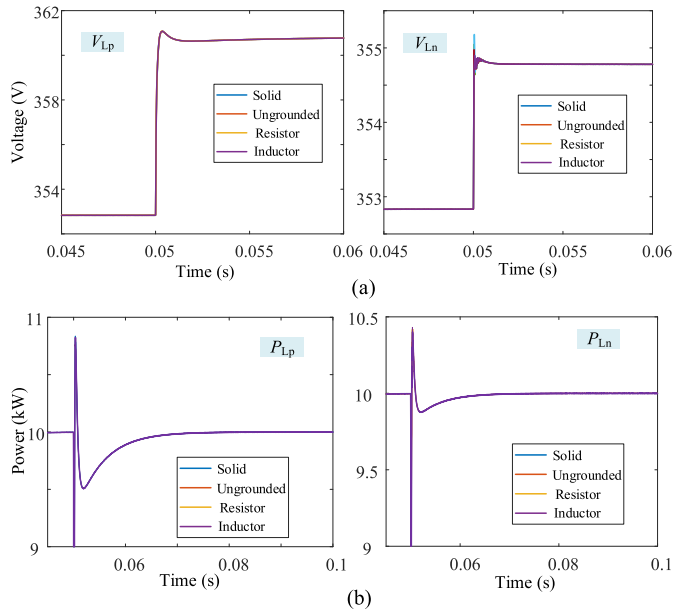 V_Lp
V_Ln
Voltage (V)
362
358
354
355
354
353
Solid
Ungrounded
Resistor
Inductor
Solid
Ungrounded
Resistor
Inductor
0.045
0.05
0.055
0.06
0.045
0.05
0.055
0.06
Time (s)
Time (s)
(a)
P_Lp
P_Ln
Power (kW)
11
10
9
10.5
10
9.5
9
Solid
Ungrounded
Resistor
Inductor
Solid
Ungrounded
Resistor
Inductor
0.06
0.08
0.1
0.06
0.08
0.1
Time (s)
Time (s)
(b)